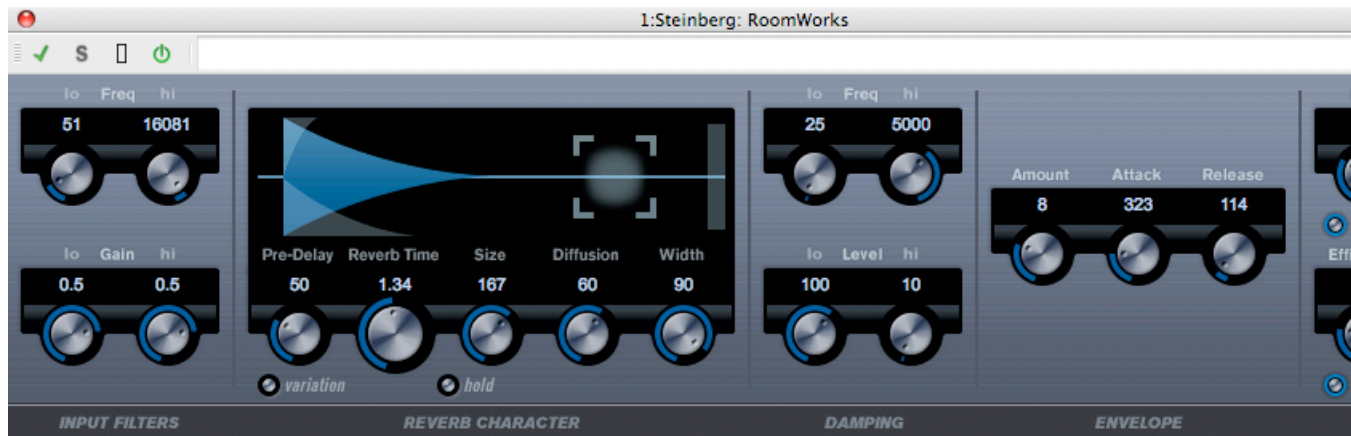 1:Steinberg: RoomWorks
S
lo Freq hi
51 16081
lo Gain hi
0.5 0.5
INPUT FILTERS
Pre-Delay Reverb Time Size Diffusion Width
50 1.34 167 60 90
variation hold
REVERB CHARACTER
lo Freq hi
25 5000
lo Level hi
100 10
DAMPING
Amount Attack Release
8 323 114
ENVELOPE